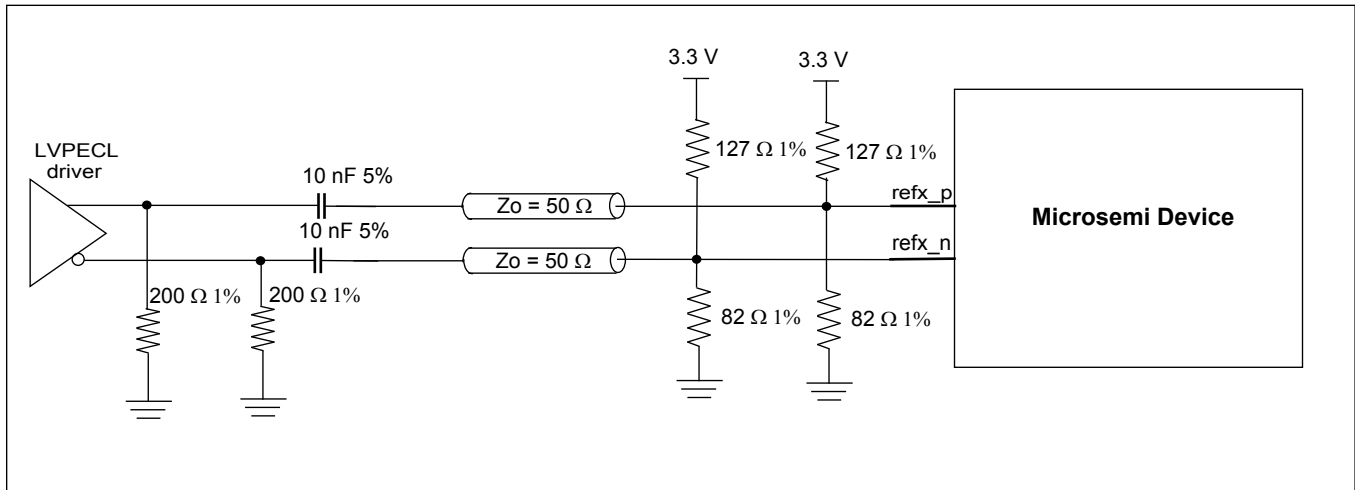 3.3 V
3.3 V
LVPECL
driver
127 Ω 1%
127 Ω 1%
10 nF 5%
Zo = 50 Ω
refx_p
Microsemi Device
10 nF 5%
Zo = 50 Ω
refx_n
200 Ω 1%
200 Ω 1%
82 Ω 1%
82 Ω 1%